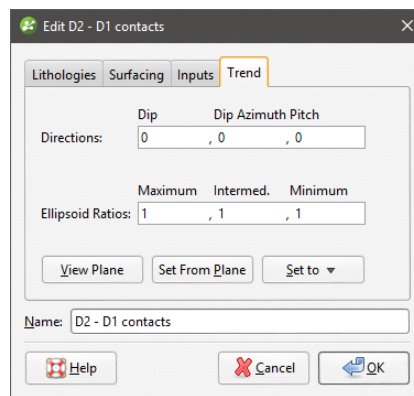 Edit D2 - D1 contacts
Lithologies Surfacing Inputs Trend
Dip Dip Azimuth Pitch
Directions: 0 , 0 , 0
Maximum Intermed. Minimum
Ellipsoid Ratios: 1 , 1 , 1
View Plane Set From Plane Set to
Name: D2 - D1 contacts
Help Cancel OK